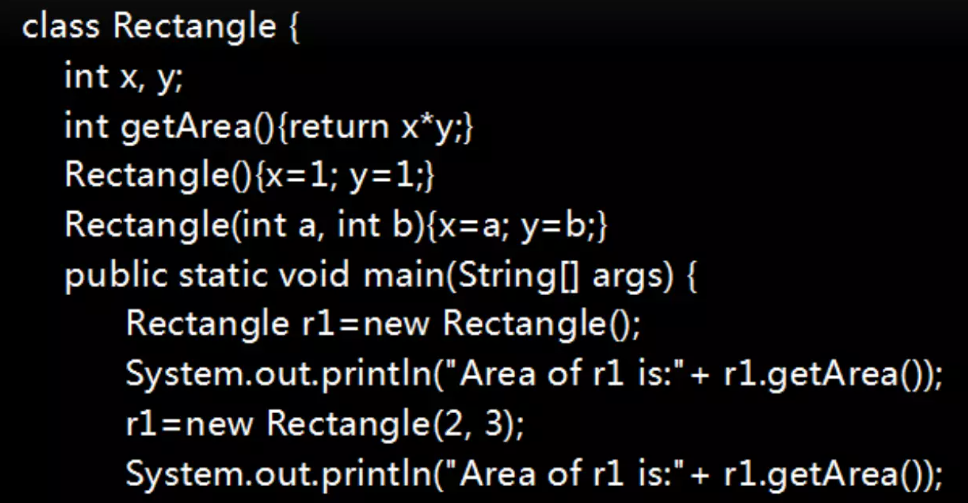 class Rectangle {
int x, y;
int getArea(){return x*y;}
Rectangle(){x=1; y=1;}
Rectangle(int a, int b){x=a; y=b;}
public static void main(String[] args) {
Rectangle r1=new Rectangle();
System.out.println("Area of r1 is:"+ r1.getArea());
r1=new Rectangle(2, 3);
System.out.println("Area of r1 is:"+ r1.getArea());